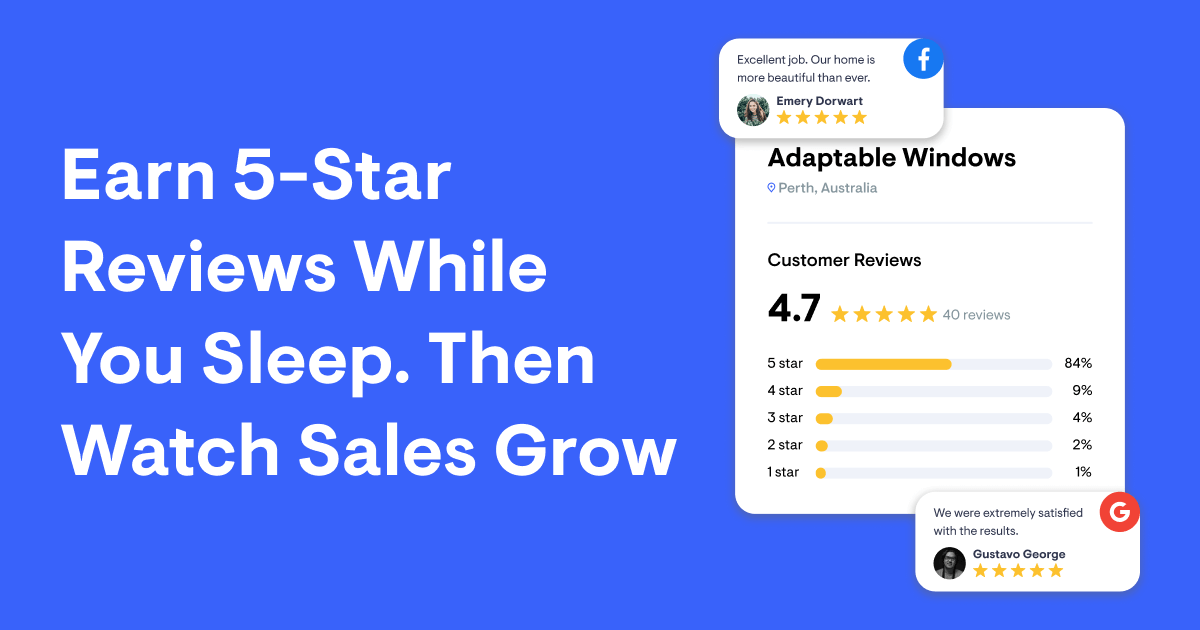 Earn 5-Star
Reviews While
You Sleep. Then
Watch Sales Grow
Excellent job. Our home is
more beautiful than ever.
Emery Dorwart
Adaptable Windows
Perth, Australia
Customer Reviews
4.7 40 reviews
5 star 84%
4 star 9%
3 star 4%
2 star 2%
1 star 1%
We were extremely satisfied
with the results.
Gustavo George